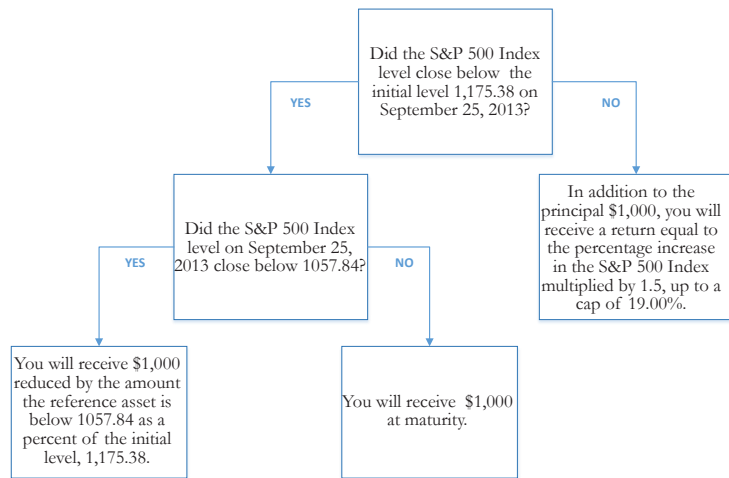 Did the S&P 500 Index
level close below the
initial level 1,175.38 on
September 25, 2013?
YES
NO
Did the S&P 500 Index
level on September 25,
2013 close below 1057.84?
In addition to the
principal $1,000, you will
receive a return equal to
the percentage increase
in the S&P 500 Index
multiplied by 1.5, up to a
cap of 19.00%.
YES
NO
You will receive $1,000
reduced by the amount
the reference asset is
below 1057.84 as a
percent of the initial
level, 1,175.38.
You will receive $1,000
at maturity.